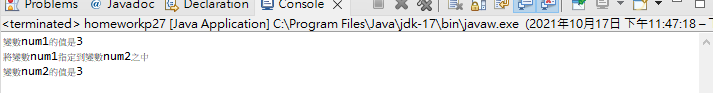 Problems @ Javadoc Declaration Console
<terminated> homeworkp27 [Java Application] C:\Program Files\Java\jdk-17\bin\javaw.exe (2021年10月17日 下午11:47:18 –
變數num1的值是3
將變數num1指定到變數num2之中
變數num2的值是3